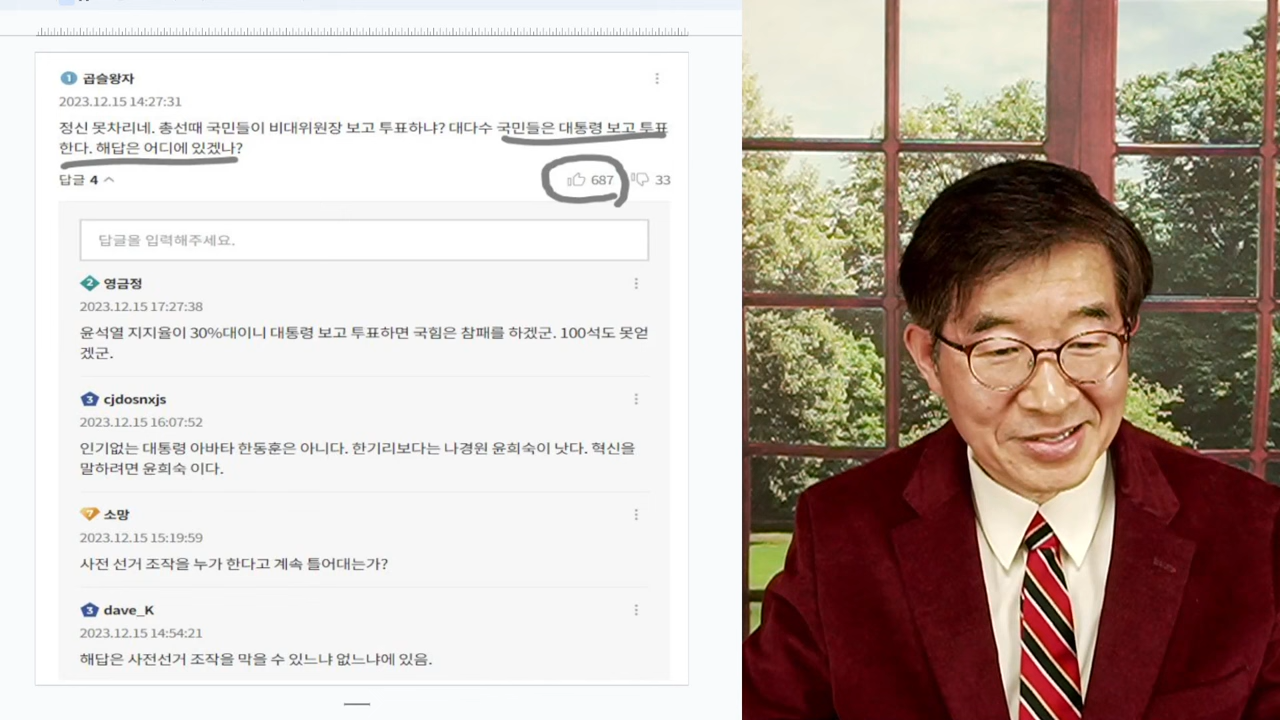 1 곱슬왕자
2023.12.15 14:27:31
정신 못차리네. 총선때 국민들이 비대위원장 보고 투표하냐? 대다수 국민들은 대통령 보고 투표
한다. 해답은 어디에 있겠나?
답글 4
687 33
답글을 입력해주세요.
2 영금정
2023.12.15 17:27:38
윤석열 지지율이 30%대이니 대통령 보고 투표하면 국힘은 참패를 하겠군. 100석도 못얻
겠군.
3 cjdosnxjs
2023.12.15 16:07:52
인기없는 대통령 아바타 한동훈은 아니다. 한기리보다는 나경원 윤희숙이 낫다. 혁신을
말하려면 윤희숙 이다.
7 소망
2023.12.15 15:19:59
사전 선거 조작을 누가 한다고 계속 틀어대는가?
3 dave_K
2023.12.15 14:54:21
해답은 사전선거 조작을 막을 수 있느냐 없느냐에 있음.